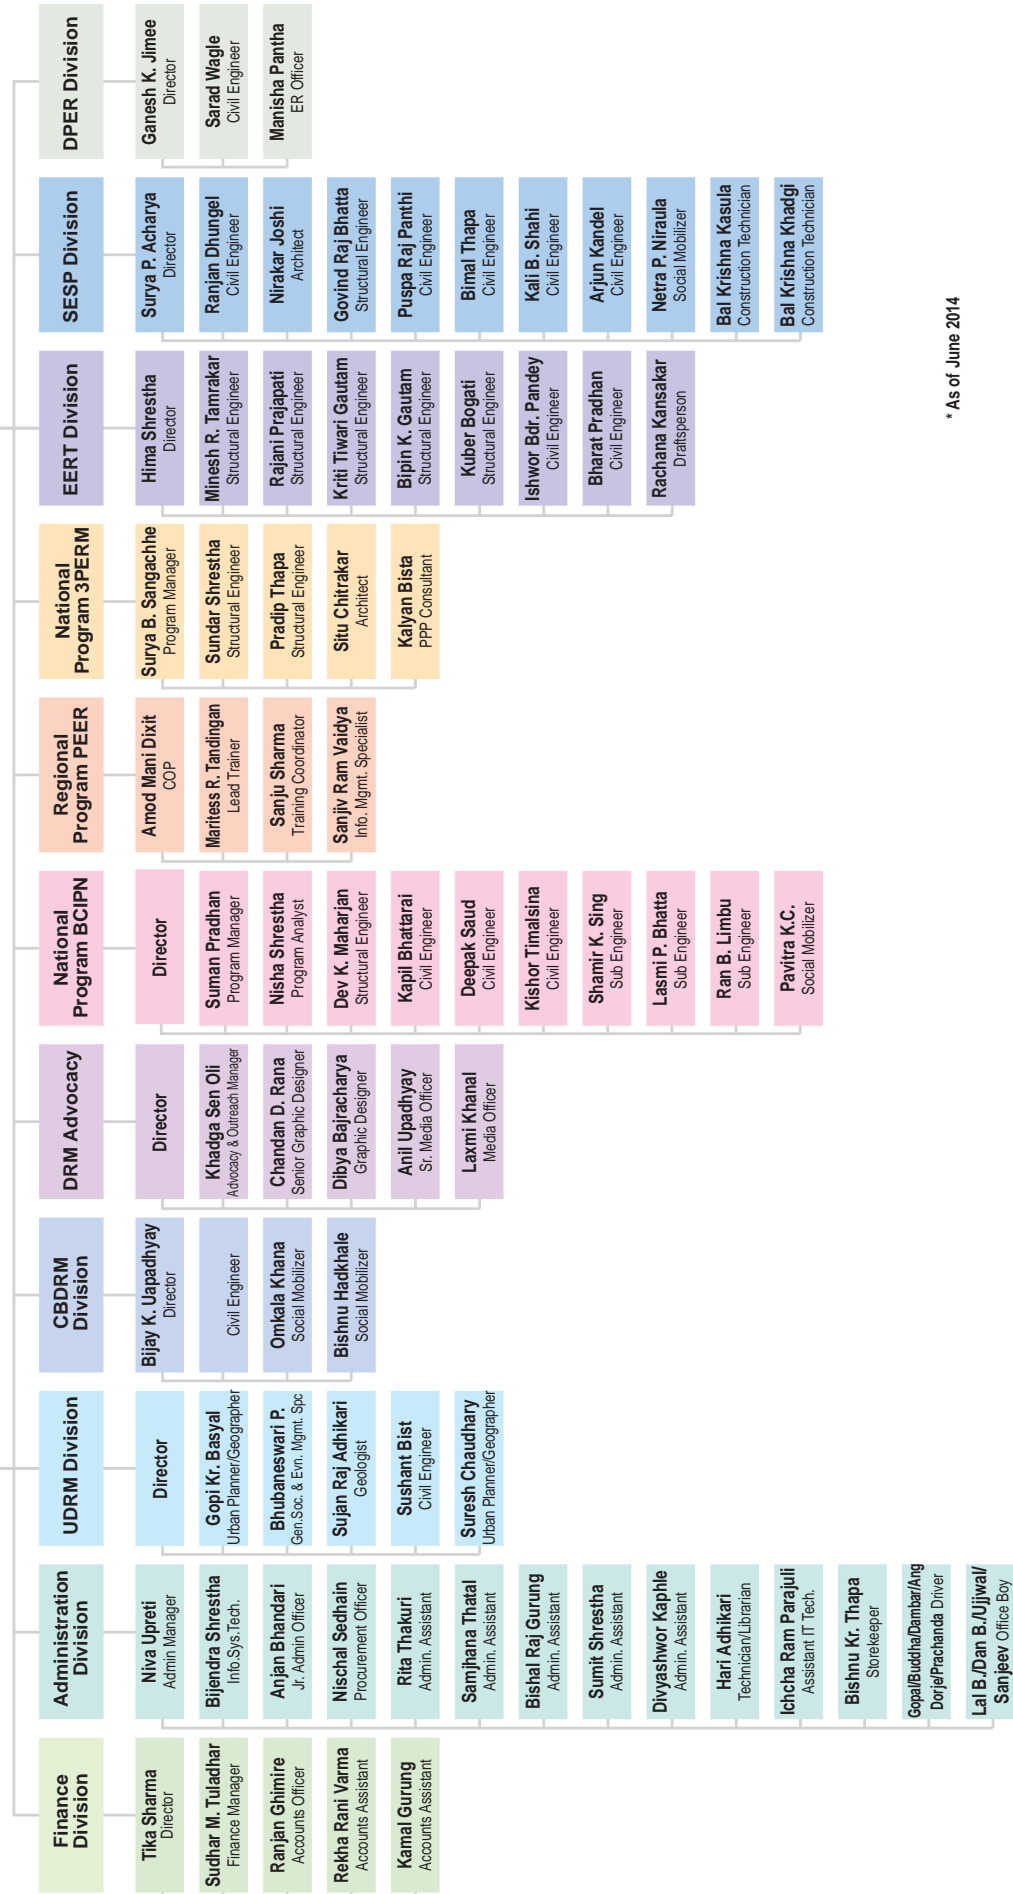 Finance
Division
Tika Sharma
Director
Sudhar M. Tuladhar
Finance Manager
Ranjan Ghimire
Accounts Officer
Rekha Rani Varma
Accounts Assistant
Kamal Gurung
Accounts Assistant
Administration
Division
Niva Upreti
Admin Manager
Bijendra Shrestha
Info.Sys.Tech.
Anjan Bhandari
Jr. Admin Officer
Nischal Sedhain
Procurement Officer
Rita Thakuri
Admin. Assistant
Samjhana Thatal
Admin. Assistant
Bishal Raj Gurung
Admin. Assistant
Sumit Shrestha
Admin. Assistant
Divyashwor Kaphle
Admin. Assistant
Hari Adhikari
Technician/Librarian
Ichcha Ram Parajuli
Assistant IT Tech.
Bishnu Kr. Thapa
Storekeeper
Gopal/Buddha/Dambar/Ang
Dorje/Prachanda Driver
Lal B./Dan B./Ujjwal/
Sanjeev Office Boy
UDRM Division
Director
Gopi Kr. Basyal
Urban Planner/Geographer
Bhubaneswari P.
Gen.Soc. & Evn. Mgmt. Spc
Sujan Raj Adhikari
Geologist
Sushant Bist
Civil Engineer
Suresh Chaudhary
Urban Planner/Geographer
CBDRM
Division
Bijay K. Uapadhyay
Director
Civil Engineer
Omkala Khana
Social Mobilizer
Bishnu Hadkhale
Social Mobilizer
DRM Advocacy
Director
Khadga Sen Oli
Advocacy & Outreach Manager
Chandan D. Rana
Senior Graphic Designer
Dibya Bajracharya
Graphic Designer
Anil Upadhyay
Sr. Media Officer
Laxmi Khanal
Media Officer
National
Program BCIPN
Director
Suman Pradhan
Program Manager
Nisha Shrestha
Program Analyst
Dev K. Maharjan
Structural Engineer
Kapil Bhattarai
Civil Engineer
Deepak Saud
Civil Engineer
Kishor Timalsina
Civil Engineer
Shamir K. Sing
Sub Engineer
Lasmi P. Bhatta
Sub Engineer
Ran B. Limbu
Sub Engineer
Pavitra K.C.
Social Mobilizer
Regional
Program PEER
Amod Mani Dixit
COP
Maritess R. Tandingan
Lead Trainer
Sanju Sharma
Training Coordinator
Sanjiv Ram Vaidya
Info. Mgmt. Specialist
National
Program 3PERM
Surya B. Sangachhe
Program Manager
Sundar Shrestha
Structural Engineer
Pradip Thapa
Structural Engineer
Situ Chitrakar
Architect
Kalyan Bista
PPP Consultant
EERT Division
Hima Shrestha
Director
Minesh R. Tamrakar
Structural Engineer
Rajani Prajapati
Structural Engineer
Kriti Tiwari Gautam
Structural Engineer
Bipin K. Gautam
Structural Engineer
Kuber Bogati
Structural Engineer
Ishwor Bdr. Pandey
Civil Engineer
Bharat Pradhan
Civil Engineer
Rachana Kansakar
Draftsperson
SESP Division
Surya P. Acharya
Director
Ranjan Dhungel
Civil Engineer
Nirakar Joshi
Architect
Govind Raj Bhatta
Structural Engineer
Puspa Raj Panthi
Civil Engineer
Bimal Thapa
Civil Engineer
Kali B. Shahi
Civil Engineer
Arjun Kandel
Civil Engineer
Netra P. Niraula
Social Mobilizer
Bal Krishna Kasula
Construction Technician
Bal Krishna Khadgi
Construction Technician
DPER Division
Ganesh K. Jimee
Director
Sarad Wagle
Civil Engineer
Manisha Pantha
ER Officer
* As of June 2014